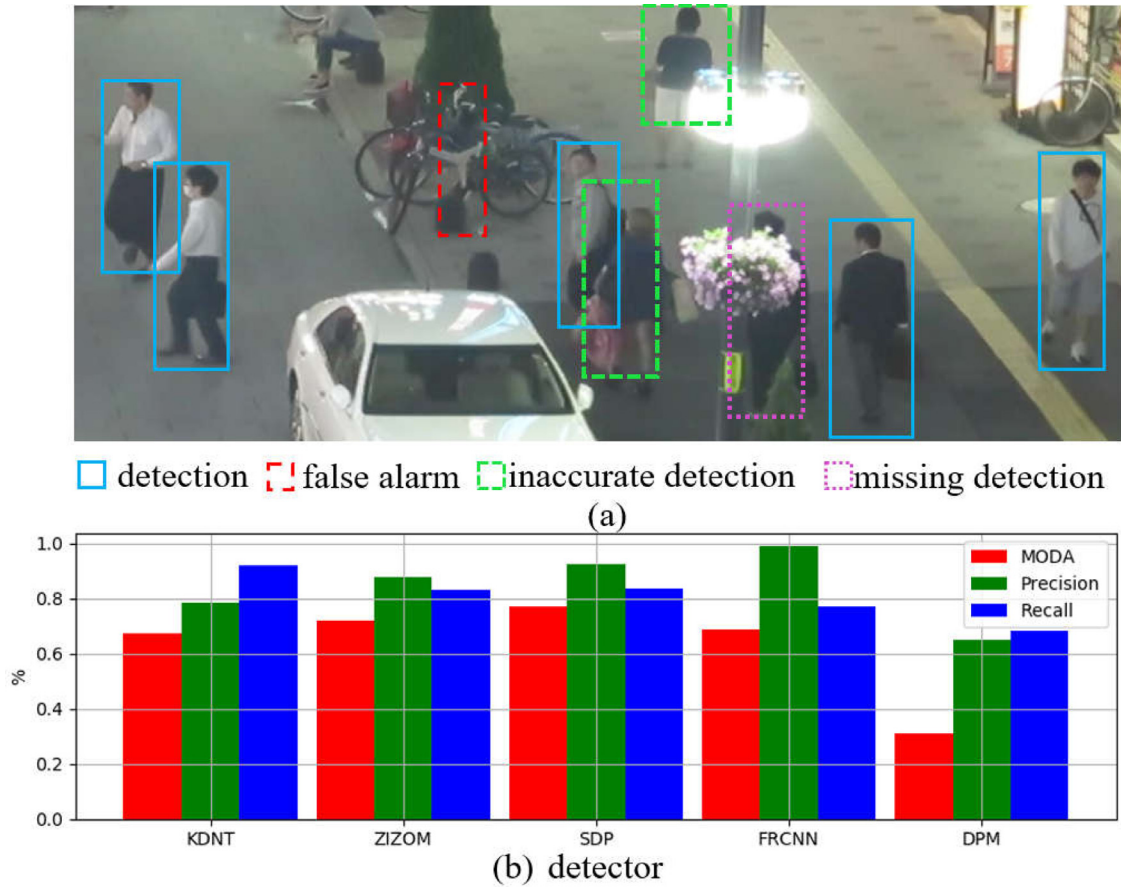 detection false alarm inaccurate detection missing detection
(a)
1.0
0.8
0.6
0.4
0.2
0.0
%
MODA
Precision
Recall
KDNT ZIZOM SDP FRCNN DPM
(b) detector